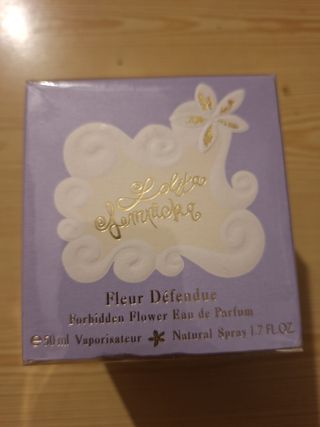 Lolita
Lempicka
Fleur Défendue
Forbidden Flower Eau de Parfum
℮ 50 ml Vaporisateur Natural Spray 1.7 FL.OZ.